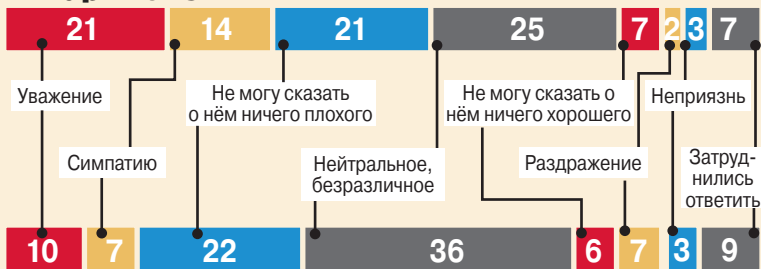 21 14 21 25 7 2 3 7
Уважение
Не могу сказать
о нём ничего плохого
Не могу сказать о
нём ничего хорошего
Неприязнь
Симпатию
Нейтральное,
безразличное
Раздражение
Затруд-
нились
ответить
10 7 22 36 6 7 3 9